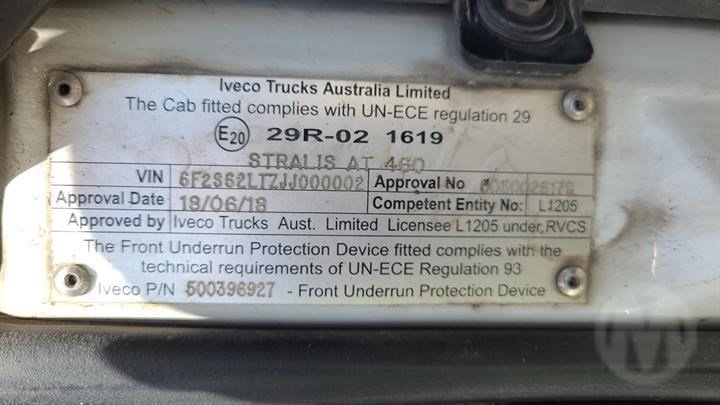 Iveco Trucks Australia Limited
The Cab fitted complies with UN-ECE regulation 29
E20 29R-02 1619
STRALIS AT 460
VIN 6F2S62LTZJJ000002 Approval No
Approval Date 18/06/18 Competent Entity No: L1205
Approved by Iveco Trucks Aust. Limited Licensee L1205 under, RVCS
The Front Underrun Protection Device fitted complies with the
technical requirements of UN-ECE Regulation 93
Iveco P/N 500396927 - Front Underrun Protection Device